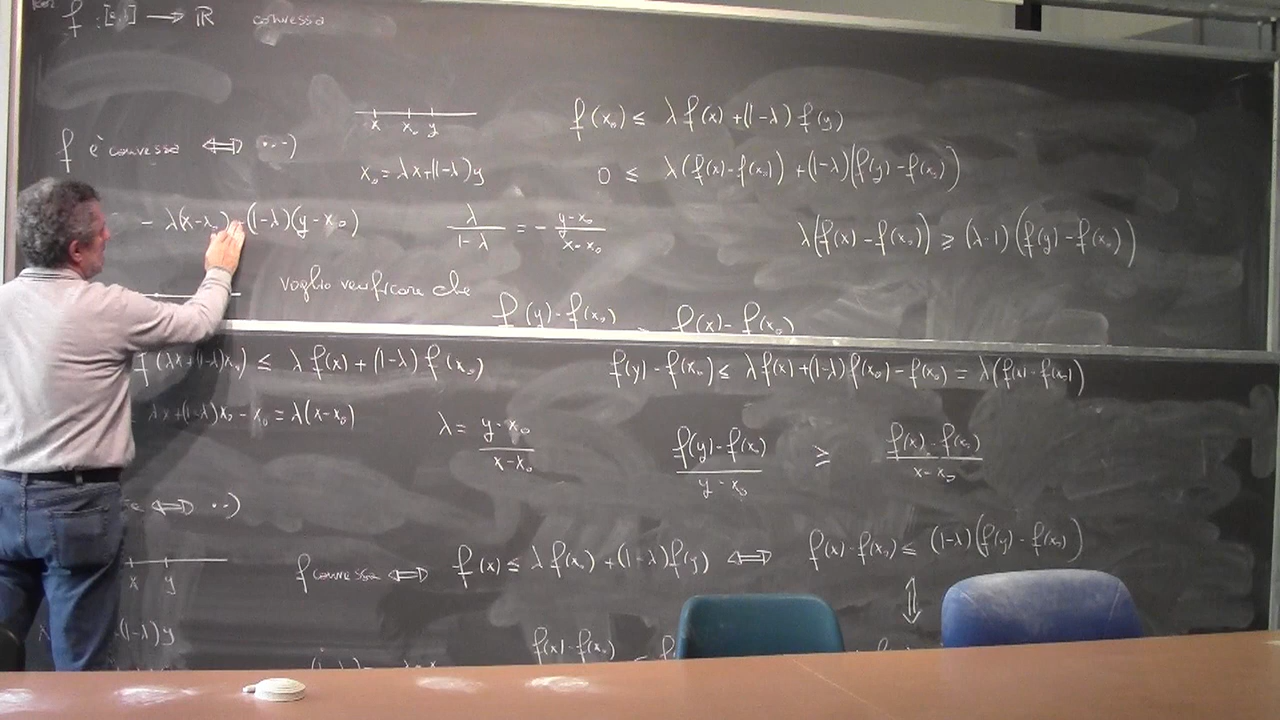 f : [ , ] → ℝ convessa
x x₀ y
f(x₀) ≤ λ f(x) + (1-λ) f(y)
f è convessa ⟺ ···)
x₀ = λx + (1-λ)y
0 ≤ λ(f(x) - f(x₀)) + (1-λ)(f(y) - f(x₀))
- λ(x-x₀) (1-λ)(y-x₀)
λ/(1-λ) = - (y-x₀)/(x-x₀)
λ(f(x) - f(x₀)) ≥ (λ-1)(f(y) - f(x₀))
voglio verificare che
f(y) - f(x₀) f(x) - f(x₀)
f(λx + (1-λ)x₀) ≤ λ f(x) + (1-λ) f(x₀)
f(y) - f(x₀) ≤ λ f(x) + (1-λ) f(x₀) - f(x₀) = λ(f(x) - f(x₀))
λx + (1-λ)x₀ - x₀ = λ(x-x₀)
λ = (y-x₀)/(x-x₀)
(f(y) - f(x₀))/(y-x₀) ≥ (f(x) - f(x₀))/(x-x₀)
⟺ ··)
x y
f convessa ⟺ f(x) ≤ λ f(x₀) + (1-λ) f(y) ⟺ f(x) - f(x₀) ≤ (1-λ)(f(y) - f(x₀))
⇕
(1-λ)y
f(x) - f(x₀)